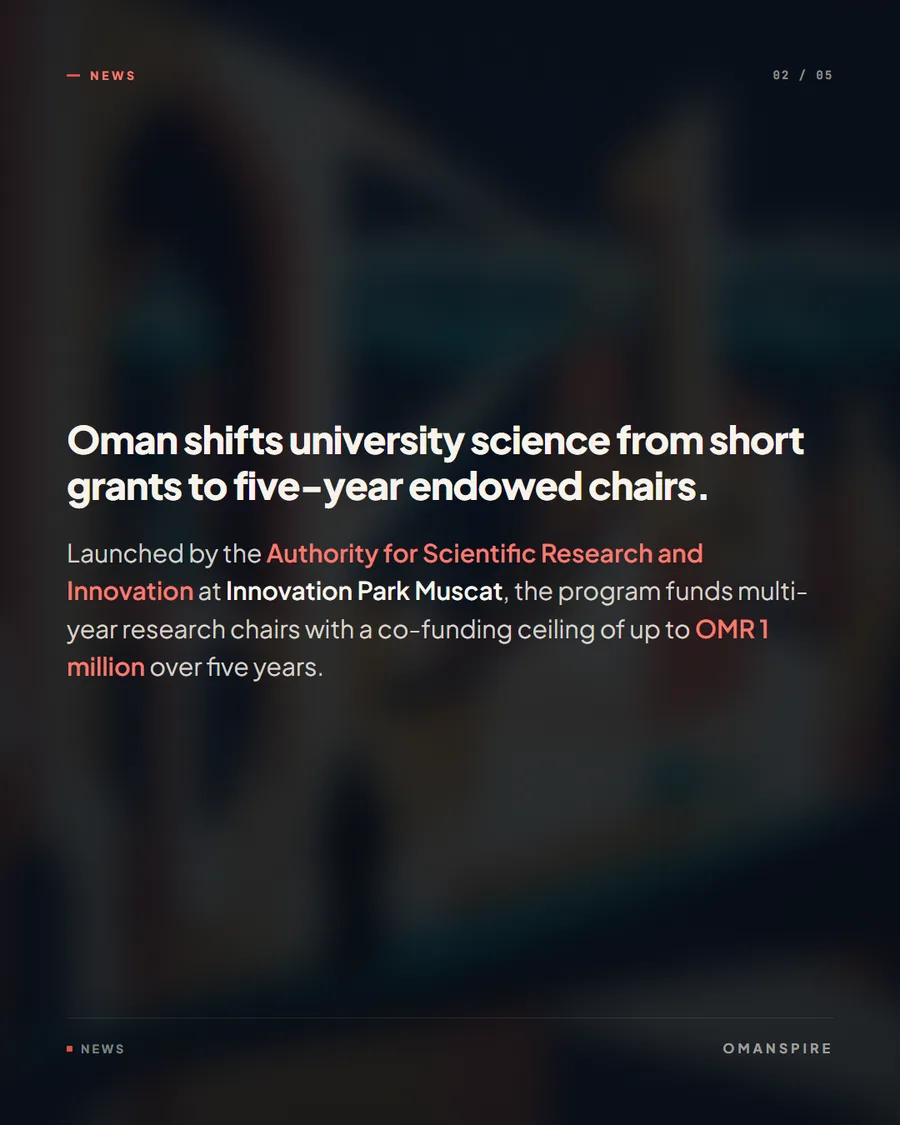 — NEWS
02 / 05
Oman shifts university science from short
grants to five-year endowed chairs.
Launched by the Authority for Scientific Research and
Innovation at Innovation Park Muscat, the program funds multi-
year research chairs with a co-funding ceiling of up to OMR 1
million over five years.
NEWS
OMANSPIRE